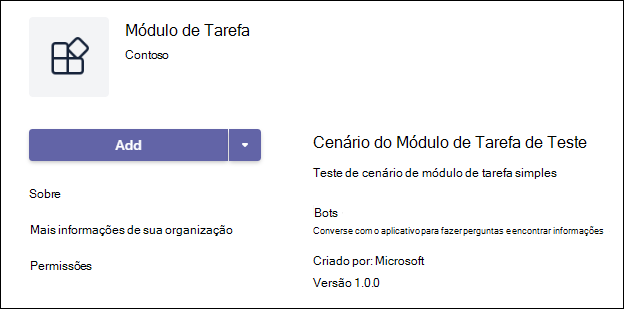 Módulo de Tarefa
Contoso
Add
Sobre
Mais informações de sua organização
Permissões
Cenário do Módulo de Tarefa de Teste
Teste de cenário de módulo de tarefa simples
Bots
Converse com o aplicativo para fazer perguntas e encontrar informações
Criado por: Microsoft
Versão 1.0.0